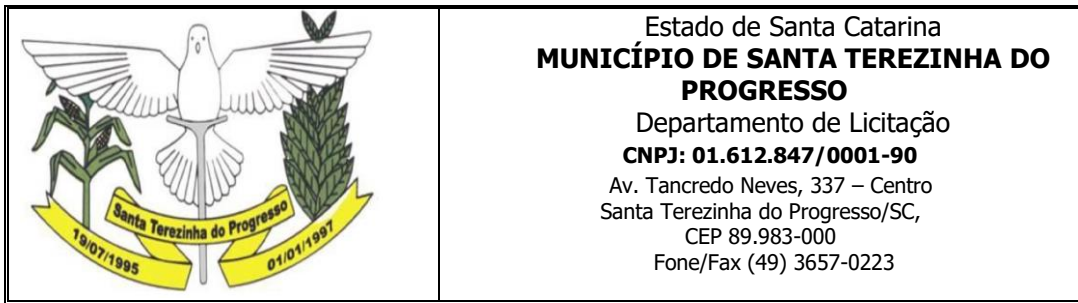 Santa Terezinha do Progresso
19/07/1995
01/01/1997
Estado de Santa Catarina
MUNICÍPIO DE SANTA TEREZINHA DO
PROGRESSO
Departamento de Licitação
CNPJ: 01.612.847/0001-90
Av. Tancredo Neves, 337 – Centro
Santa Terezinha do Progresso/SC,
CEP 89.983-000
Fone/Fax (49) 3657-0223